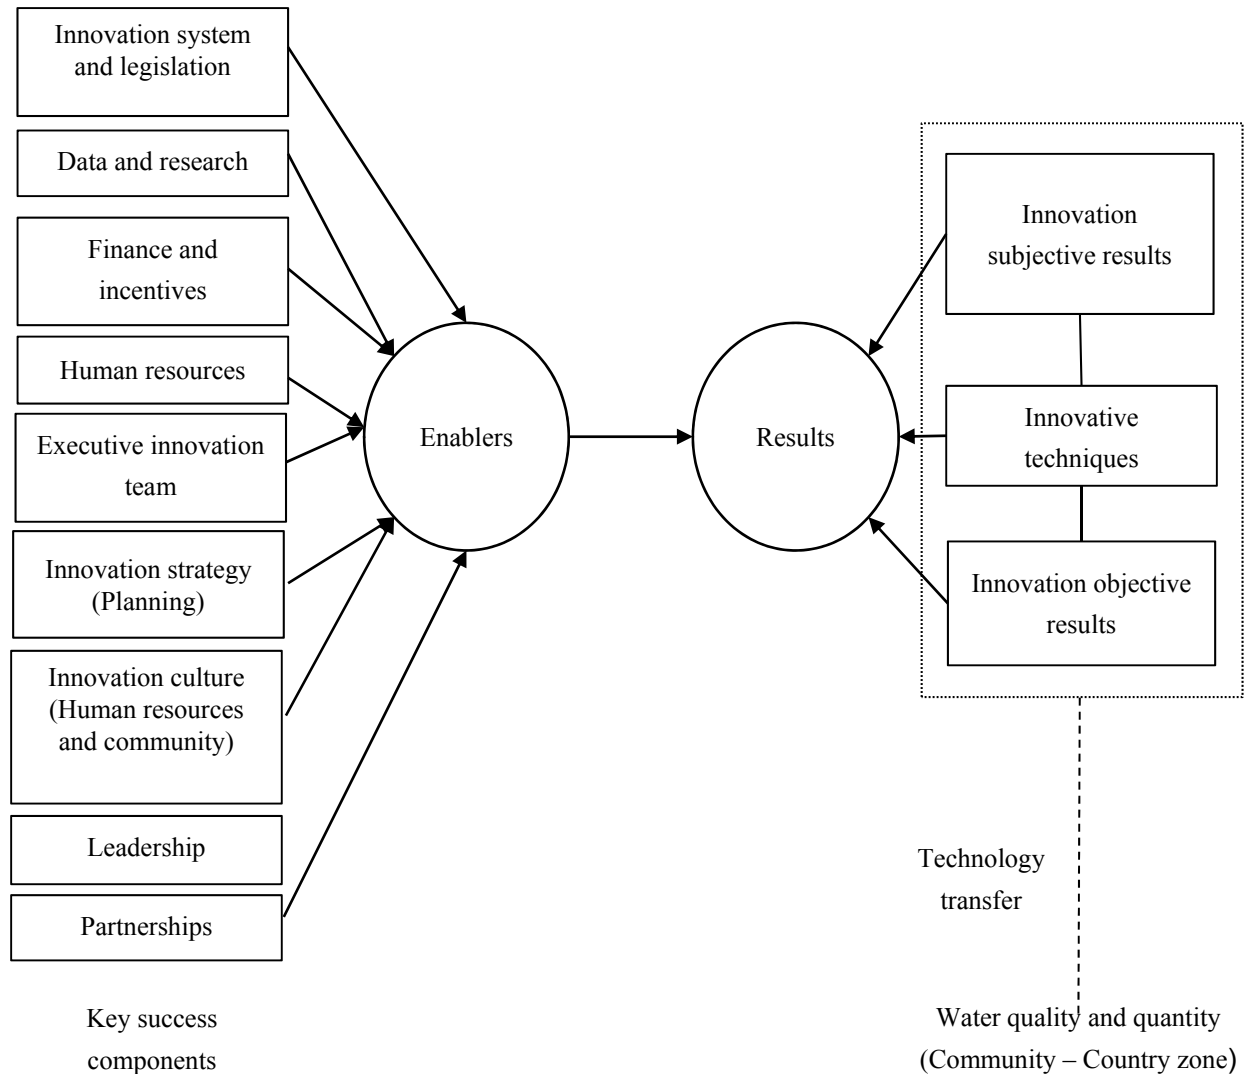 Innovation system
and legislation
Data and research
Finance and
incentives
Human resources
Executive innovation
team
Innovation strategy
(Planning)
Innovation culture
(Human resources
and community)
Leadership
Partnerships
Key success
components
Enablers
Results
Innovation
subjective results
Innovative
techniques
Innovation objective
results
Technology
transfer
Water quality and quantity
(Community – Country zone)